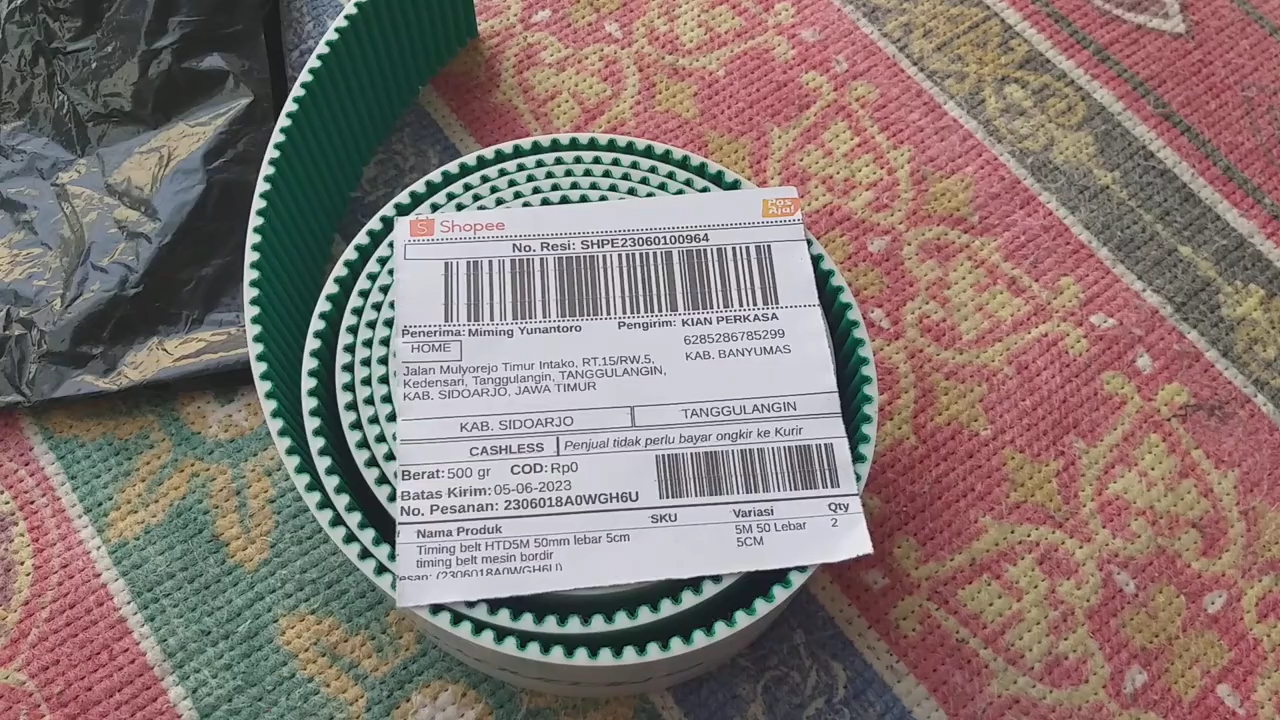 Shopee
Pos Aja!
No. Resi: SHPE23060100964
Penerima: Miming Yunantoro
Pengirim: KIAN PERKASA
HOME
6285286785299
KAB. BANYUMAS
Jalan Mulyorejo Timur Intako, RT.15/RW.5,
Kedensari, Tanggulangin, TANGGULANGIN,
KAB. SIDOARJO, JAWA TIMUR
KAB. SIDOARJO
TANGGULANGIN
CASHLESS
Penjual tidak perlu bayar ongkir ke Kurir
Berat: 500 gr COD: Rp0
Batas Kirim: 05-06-2023
No. Pesanan: 2306018A0WGH6U
# Nama Produk SKU Variasi Qty
Timing belt HTD5M 50mm lebar 5cm 5M 50 Lebar 2
timing belt mesin bordir 5CM
esan: (2306018A0WGH6U)